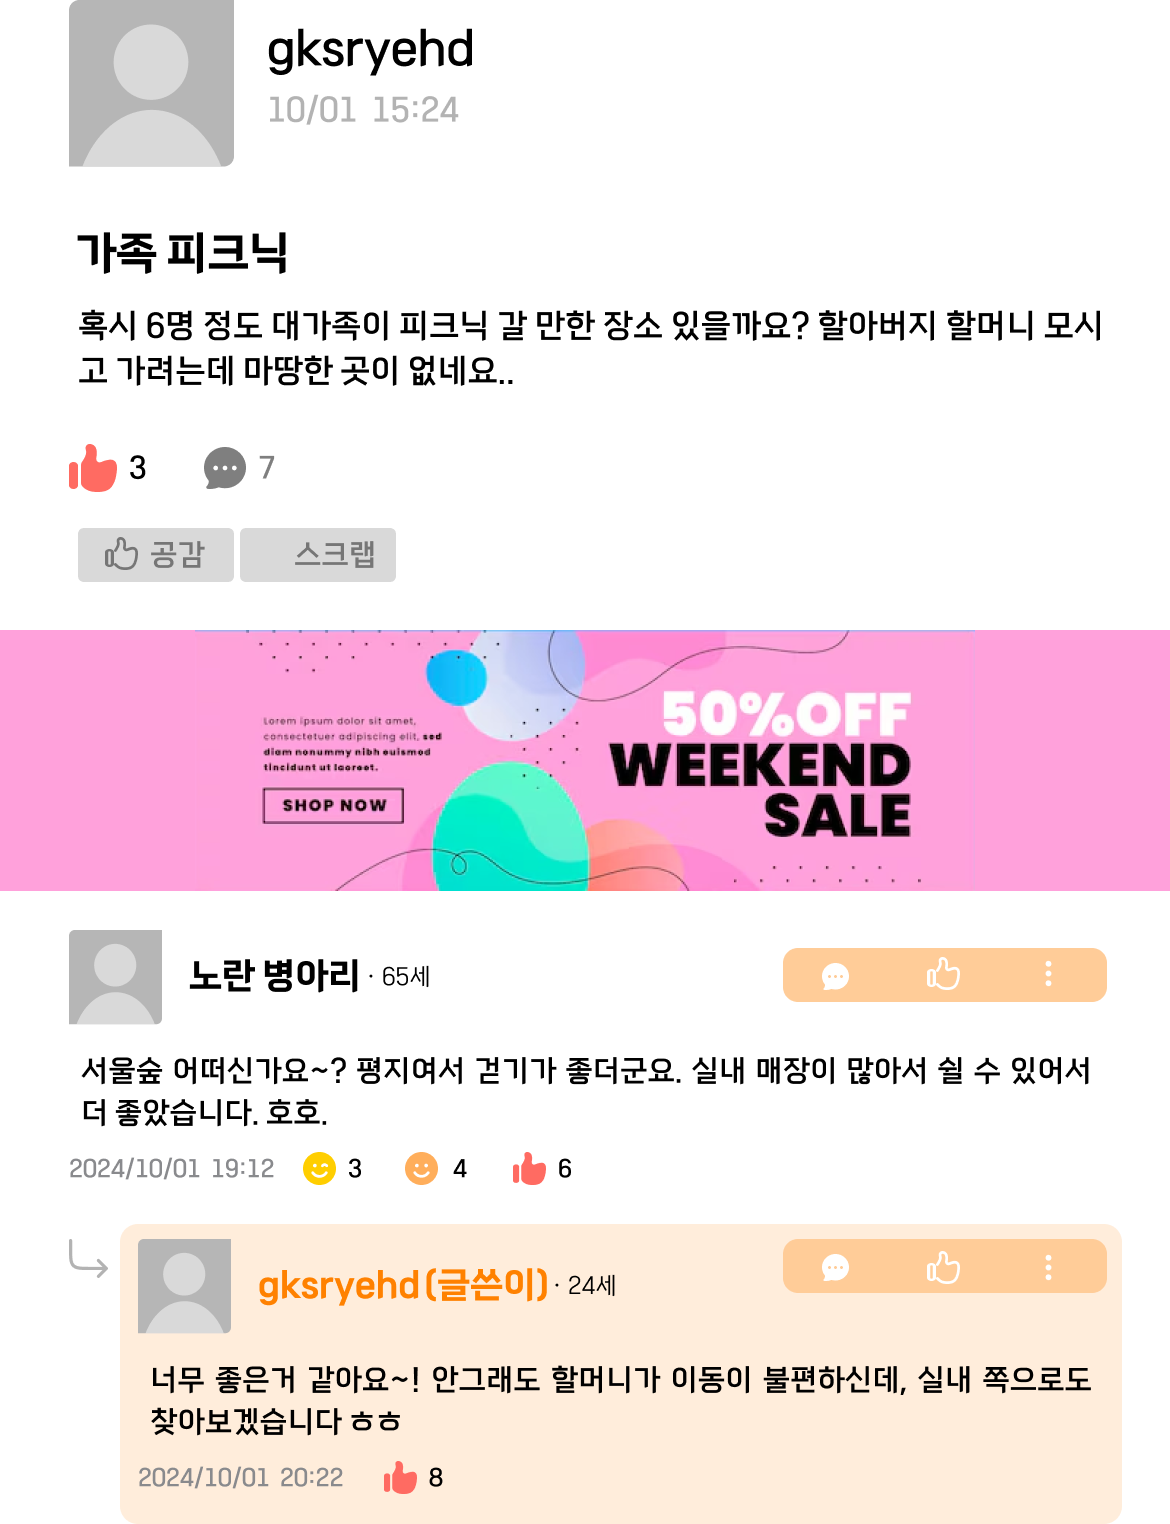 gksryehd
10/01 15:24
가족 피크닉
혹시 6명 정도 대가족이 피크닉 갈 만한 장소 있을까요? 할아버지 할머니 모시
고 가려는데 마땅한 곳이 없네요..
3 7
공감 스크랩
Lorem ipsum dolor sit amet,
consectetuer adipiscing elit, sed
diam nonummy nibh euismod
tincidunt ut laoreet.
SHOP NOW
50%OFF
WEEKEND
SALE
노란 병아리 · 65세
서울숲 어떠신가요~? 평지여서 걷기가 좋더군요. 실내 매장이 많아서 쉴 수 있어서
더 좋았습니다. 호호.
2024/10/01 19:12 3 4 6
gksryehd(글쓴이) · 24세
너무 좋은거 같아요~! 안그래도 할머니가 이동이 불편하신데, 실내 쪽으로도
찾아보겠습니다 ㅎㅎ
2024/10/01 20:22 8